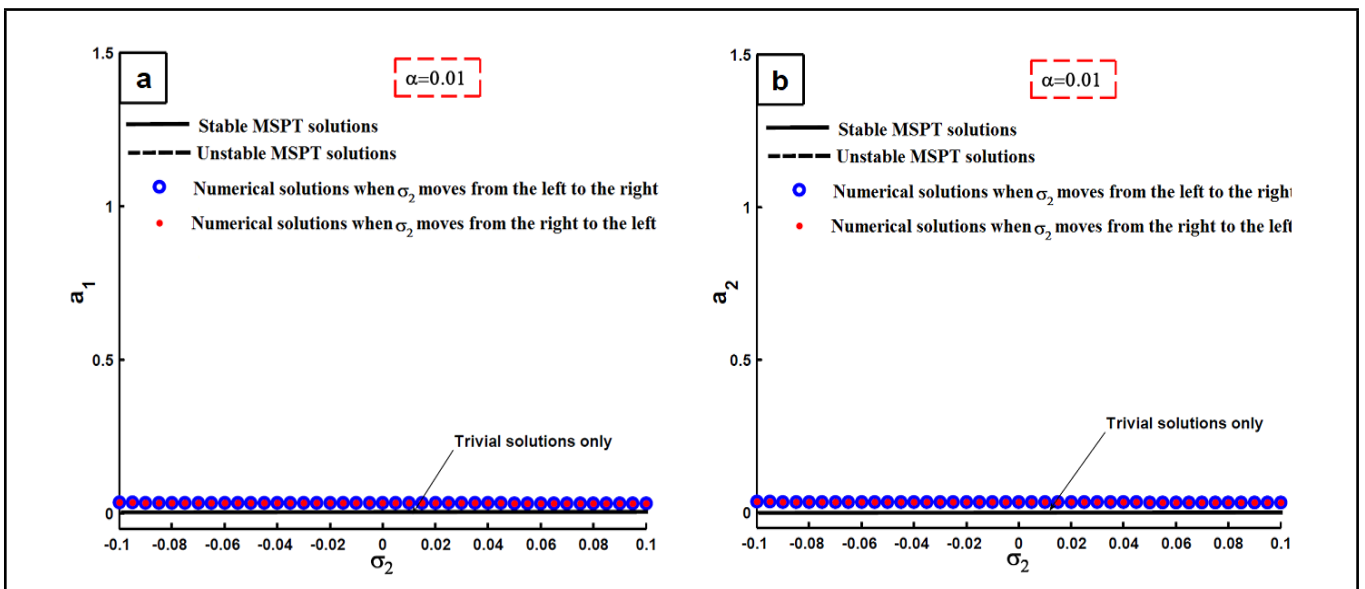 a
α=0.01
Stable MSPT solutions
Unstable MSPT solutions
Numerical solutions when σ2 moves from the left to the right
Numerical solutions when σ2 moves from the right to the left
Trivial solutions only
1.5
1
0.5
0
a1
-0.1 -0.08 -0.06 -0.04 -0.02 0 0.02 0.04 0.06 0.08 0.1
σ2
b
α=0.01
Stable MSPT solutions
Unstable MSPT solutions
Numerical solutions when σ2 moves from the left to the right
Numerical solutions when σ2 moves from the right to the left
Trivial solutions only
1.5
1
0.5
0
a2
-0.1 -0.08 -0.06 -0.04 -0.02 0 0.02 0.04 0.06 0.08 0.1
σ2